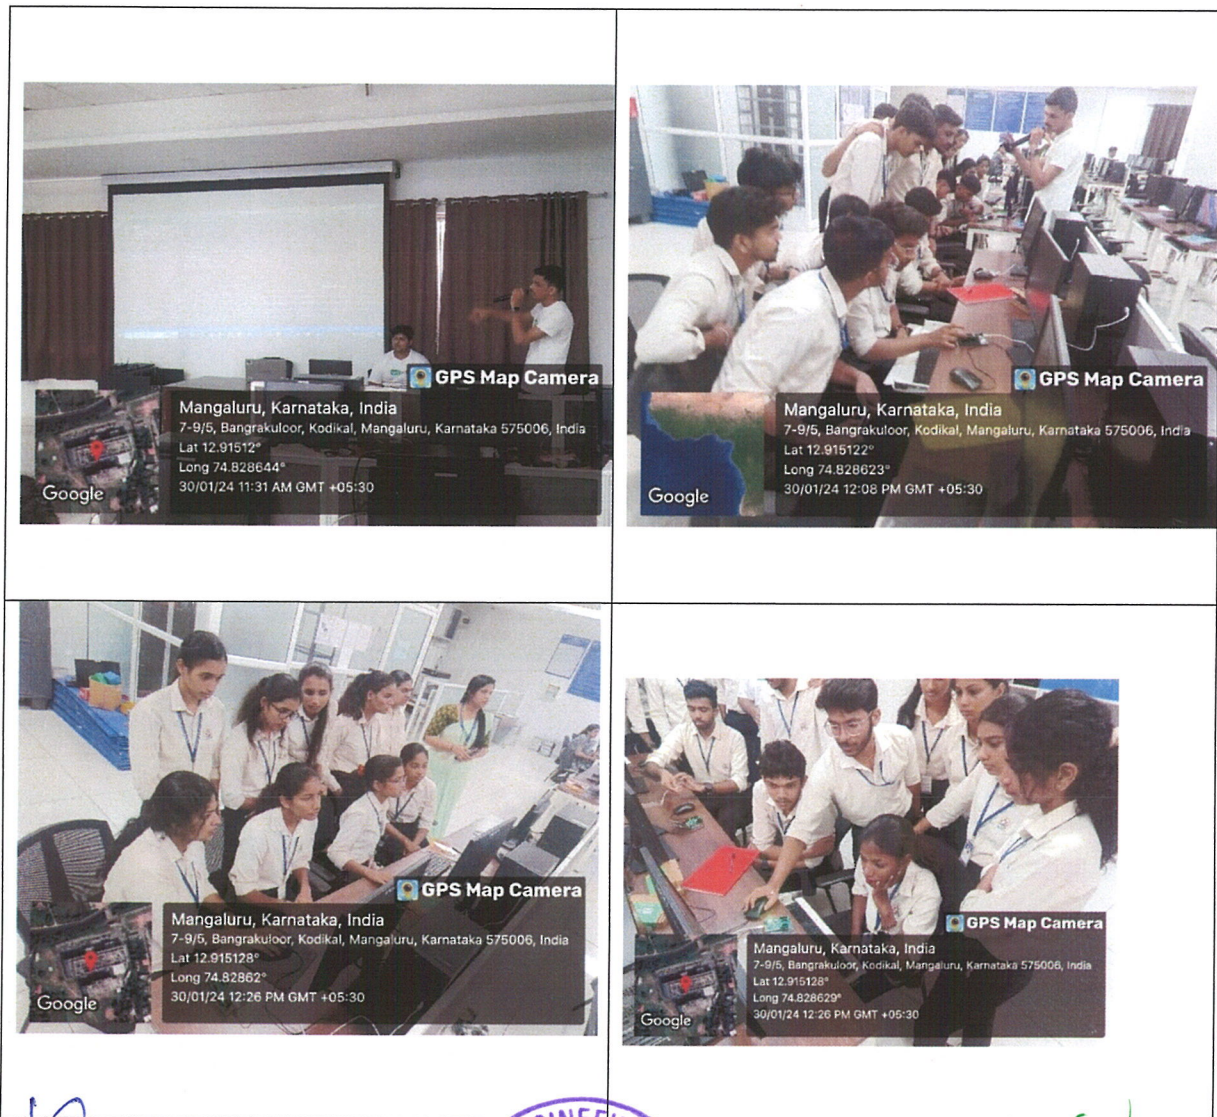 GPS Map Camera
Mangaluru, Karnataka, India
7-9/5, Bangrakuloor, Kodikal, Mangaluru, Karnataka 575006, India
Lat 12.91512°
Long 74.828644°
30/01/24 11:31 AM GMT +05:30
Google
GPS Map Camera
Mangaluru, Karnataka, India
7-9/5, Bangrakuloor, Kodikal, Mangaluru, Karnataka 575006, India
Lat 12.915122°
Long 74.828623°
30/01/24 12:08 PM GMT +05:30
Google
GPS Map Camera
Mangaluru, Karnataka, India
7-9/5, Bangrakuloor, Kodikal, Mangaluru, Karnataka 575006, India
Lat 12.915128°
Long 74.82862°
30/01/24 12:26 PM GMT +05:30
Google
GPS Map Camera
Mangaluru, Karnataka, India
7-9/5, Bangrakuloor, Kodikal, Mangaluru, Karnataka 575006, India
Lat 12.915128°
Long 74.828629°
30/01/24 12:26 PM GMT +05:30
Google